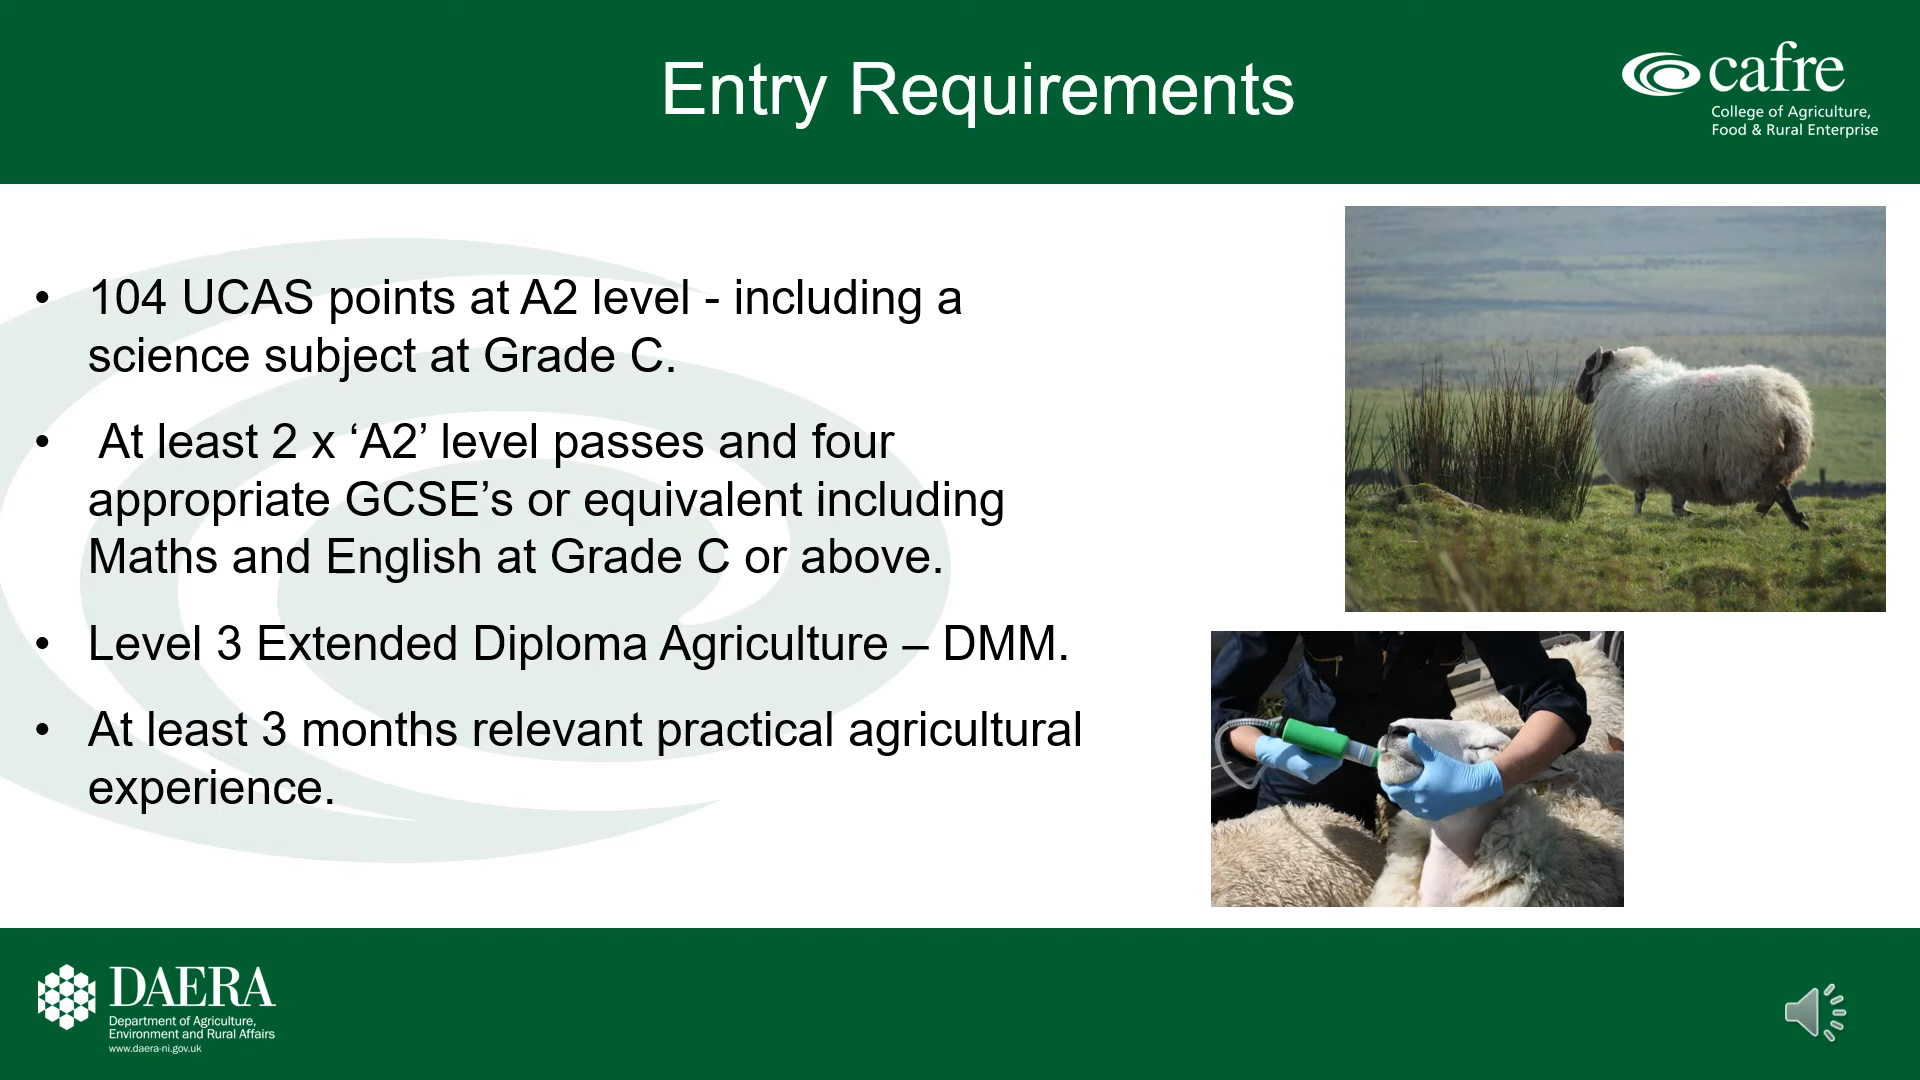 Entry Requirements
cafre
College of Agriculture,
Food & Rural Enterprise
• 104 UCAS points at A2 level - including a
science subject at Grade C.
• At least 2 x ‘A2’ level passes and four
appropriate GCSE’s or equivalent including
Maths and English at Grade C or above.
• Level 3 Extended Diploma Agriculture – DMM.
• At least 3 months relevant practical agricultural
experience.
DAERA
Department of Agriculture,
Environment and Rural Affairs
www.daera-ni.gov.uk